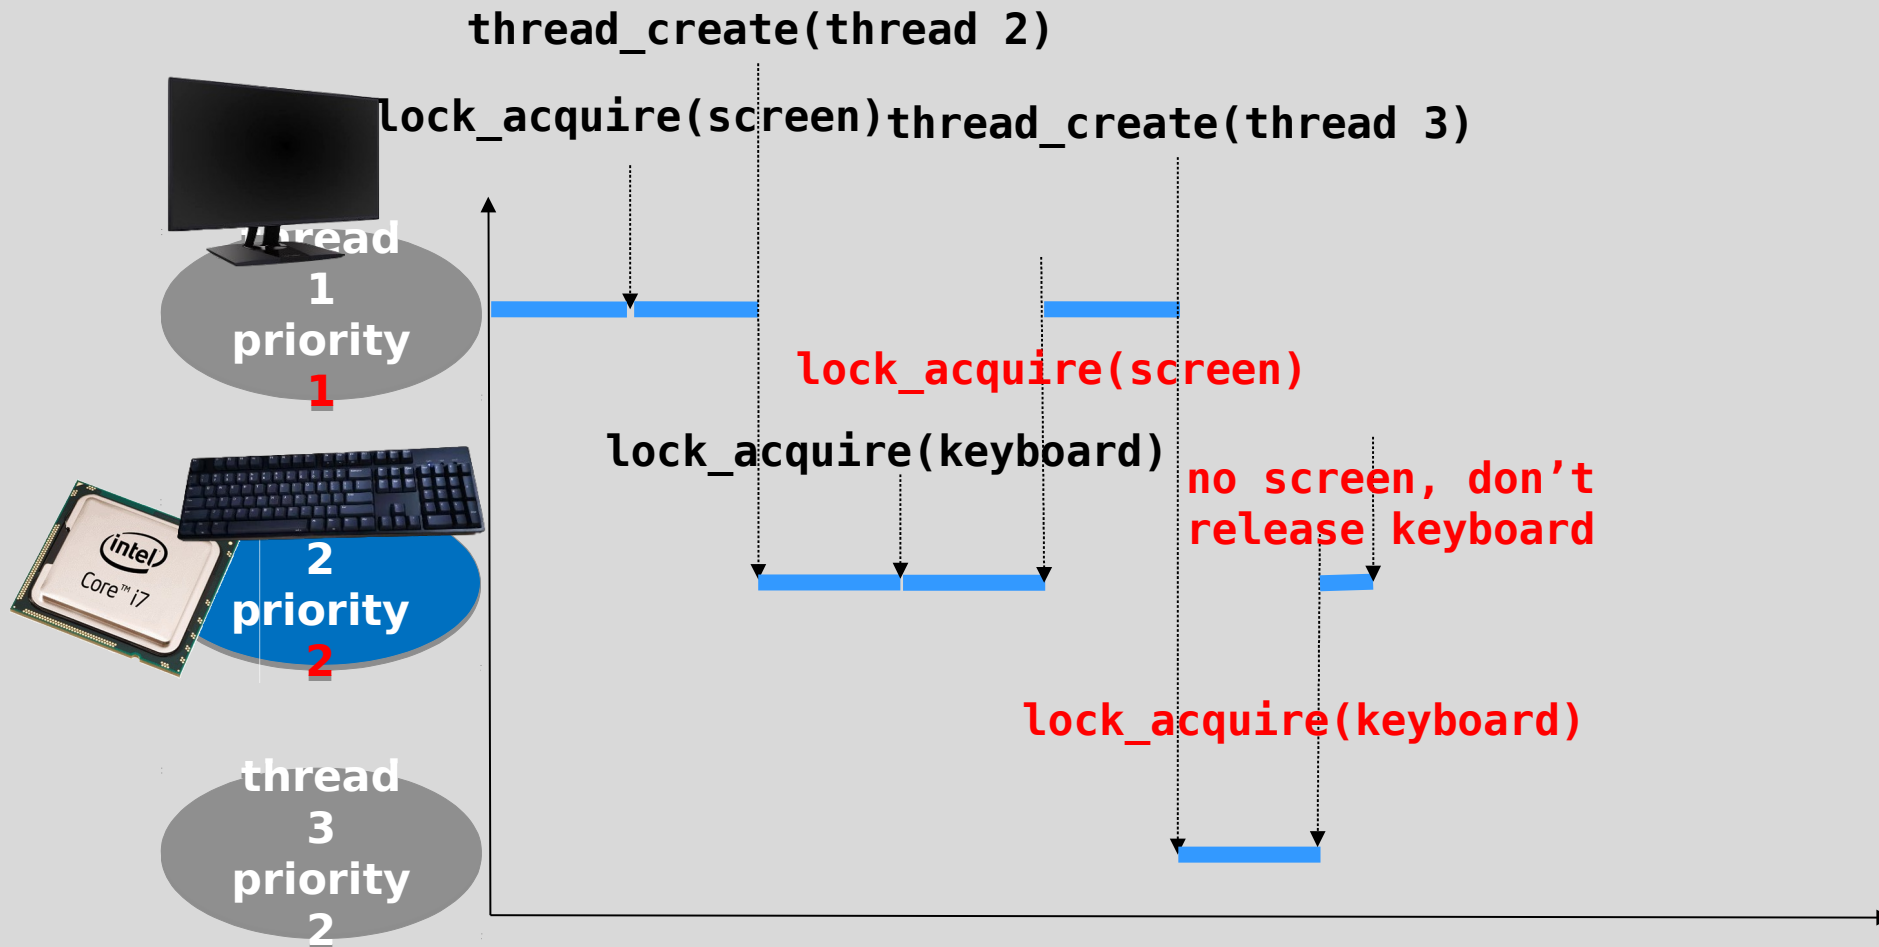 thread_create(thread 2)
lock_acquire(screen)
thread_create(thread 3)
thread
1
priority
1
lock_acquire(screen)
lock_acquire(keyboard)
no screen, don’t
release keyboard
intel
Core™ i7
2
priority
2
lock_acquire(keyboard)
thread
3
priority
2